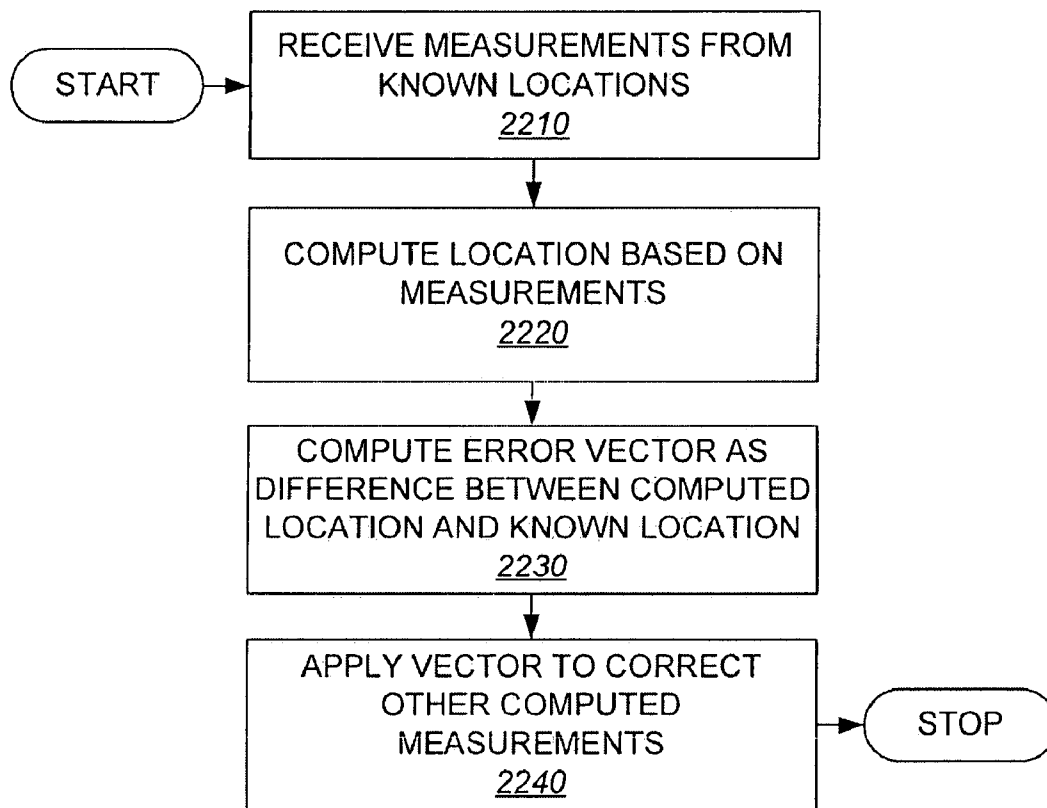 START
RECEIVE MEASUREMENTS FROM
KNOWN LOCATIONS
2210
COMPUTE LOCATION BASED ON
MEASUREMENTS
2220
COMPUTE ERROR VECTOR AS
DIFFERENCE BETWEEN COMPUTED
LOCATION AND KNOWN LOCATION
2230
APPLY VECTOR TO CORRECT
OTHER COMPUTED
MEASUREMENTS
2240
STOP